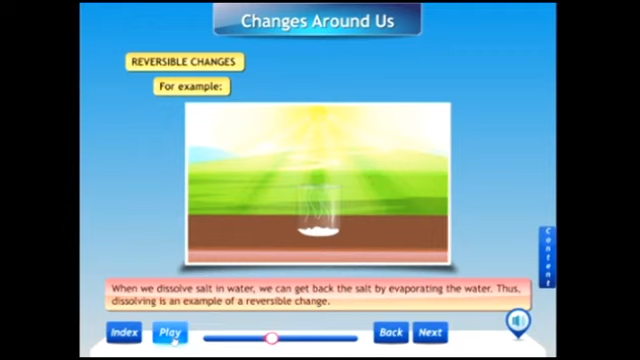 Changes Around Us
REVERSIBLE CHANGES
For example:
When we dissolve salt in water, we can get back the salt by evaporating the water. Thus,
dissolving is an example of a reversible change.
Content
Index
Play
Back
Next